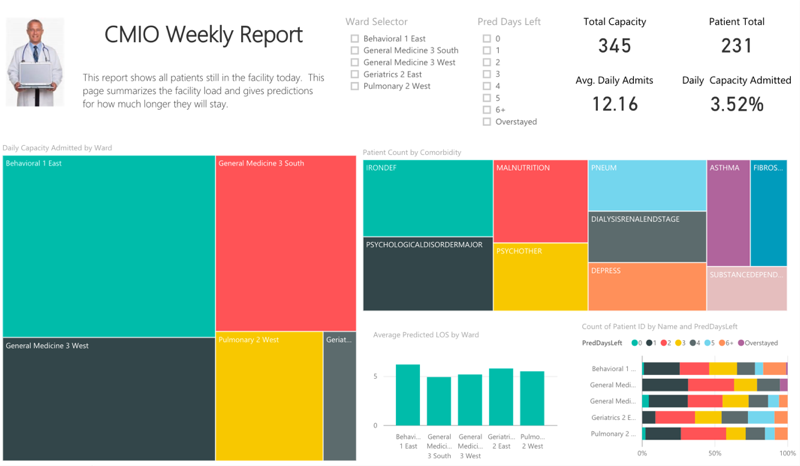 CMIO Weekly Report
This report shows all patients still in the facility today. This
page summarizes the facility load and gives predictions
for how much longer they will stay.
Ward Selector
Behavioral 1 East
General Medicine 3 South
General Medicine 3 West
Geriatrics 2 East
Pulmonary 2 West
Pred Days Left
0
1
2
3
4
5
6+
Overstayed
Total Capacity
345
Patient Total
231
Avg. Daily Admits
12.16
Daily Capacity Admitted
3.52%
Daily Capacity Admitted by Ward
Behavioral 1 East
General Medicine 3 South
General Medicine 3 West
Pulmonary 2 West
Geriat...
Patient Count by Comorbidity
IRONDEF
MALNUTRITION
PNEUM
ASTHMA
FIBROS...
PSYCHOLOGICALDISORDERMAJOR
PSYCHOTHER
DIALYSISRENALENDSTAGE
DEPRESS
SUBSTANCEDEPEND...
Average Predicted LOS by Ward
5
0
Behavi...
1 East
General
Medici...
3 South
General
Medici...
3 West
Geriatri...
2 East
Pulmo...
2 West
Count of Patient ID by Name and PredDaysLeft
PredDaysLeft 0 1 2 3 4 5 6+ Overstayed
Behavioral 1 ...
General Medi...
General Medi...
Geriatrics 2 E...
Pulmonary 2 ...
0% 50% 100%